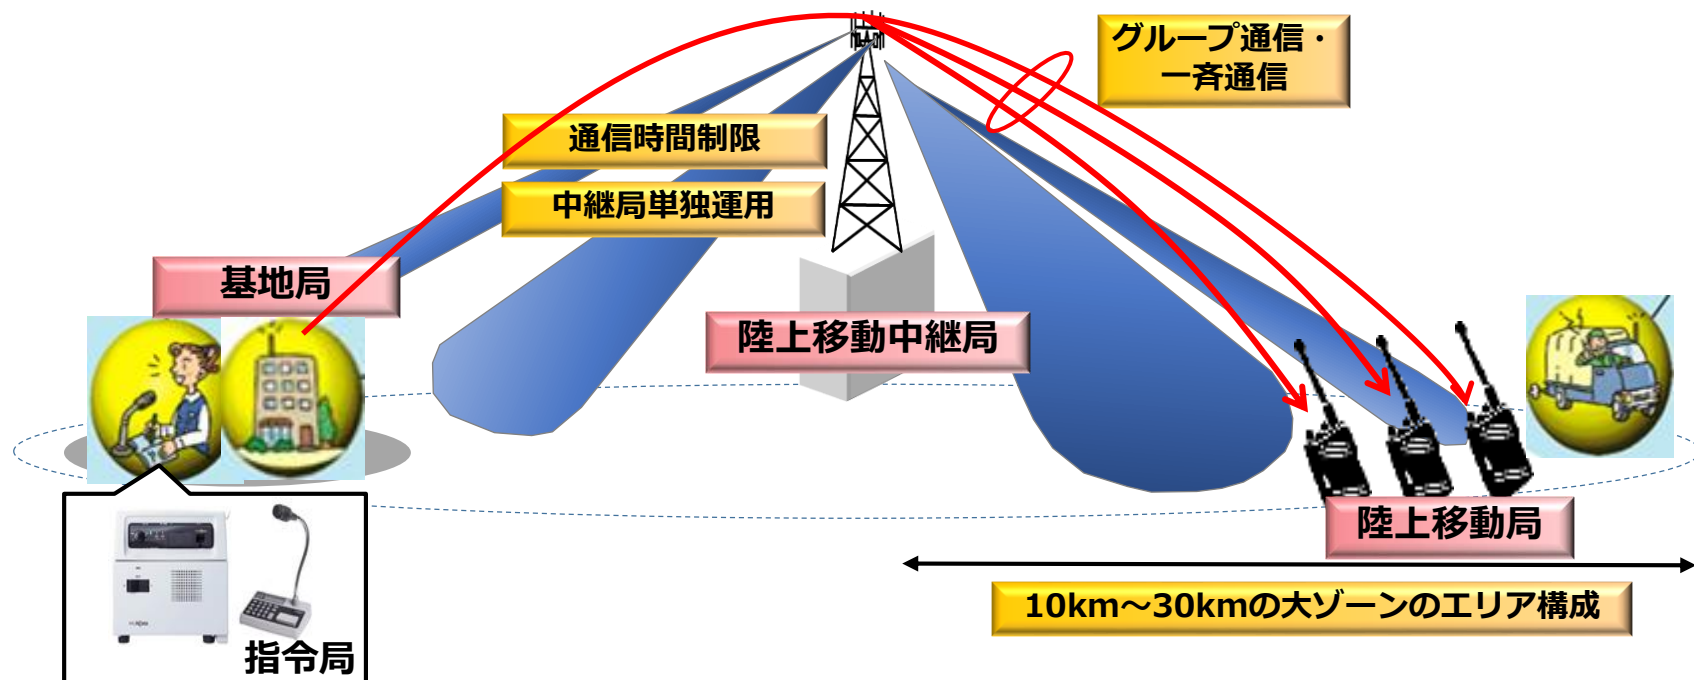 グループ通信・
一斉通信
通信時間制限
中継局単独運用
基地局
陸上移動中継局
陸上移動局
10km～30kmの大ゾーンのエリア構成
指令局